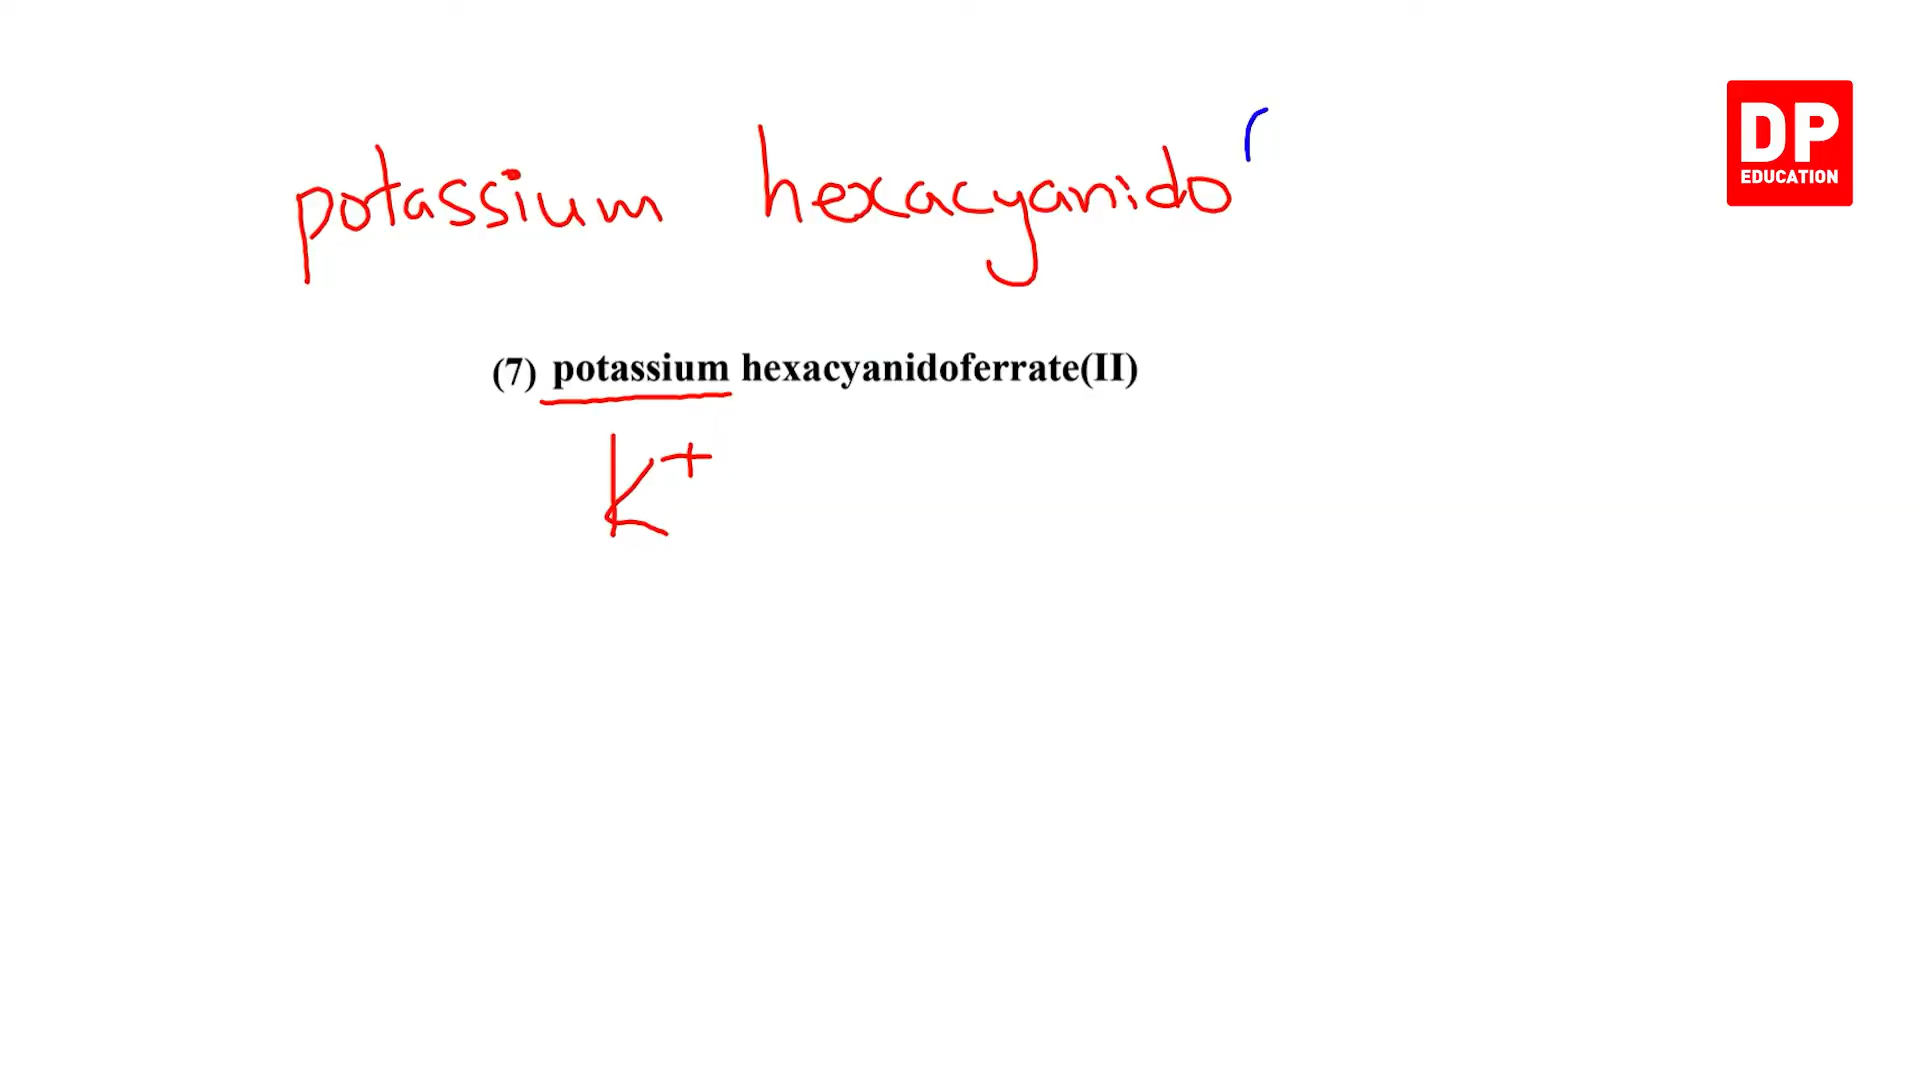 potassium hexacyanido
DP
EDUCATION
(7) potassium hexacyanidoferrate(II)
K+